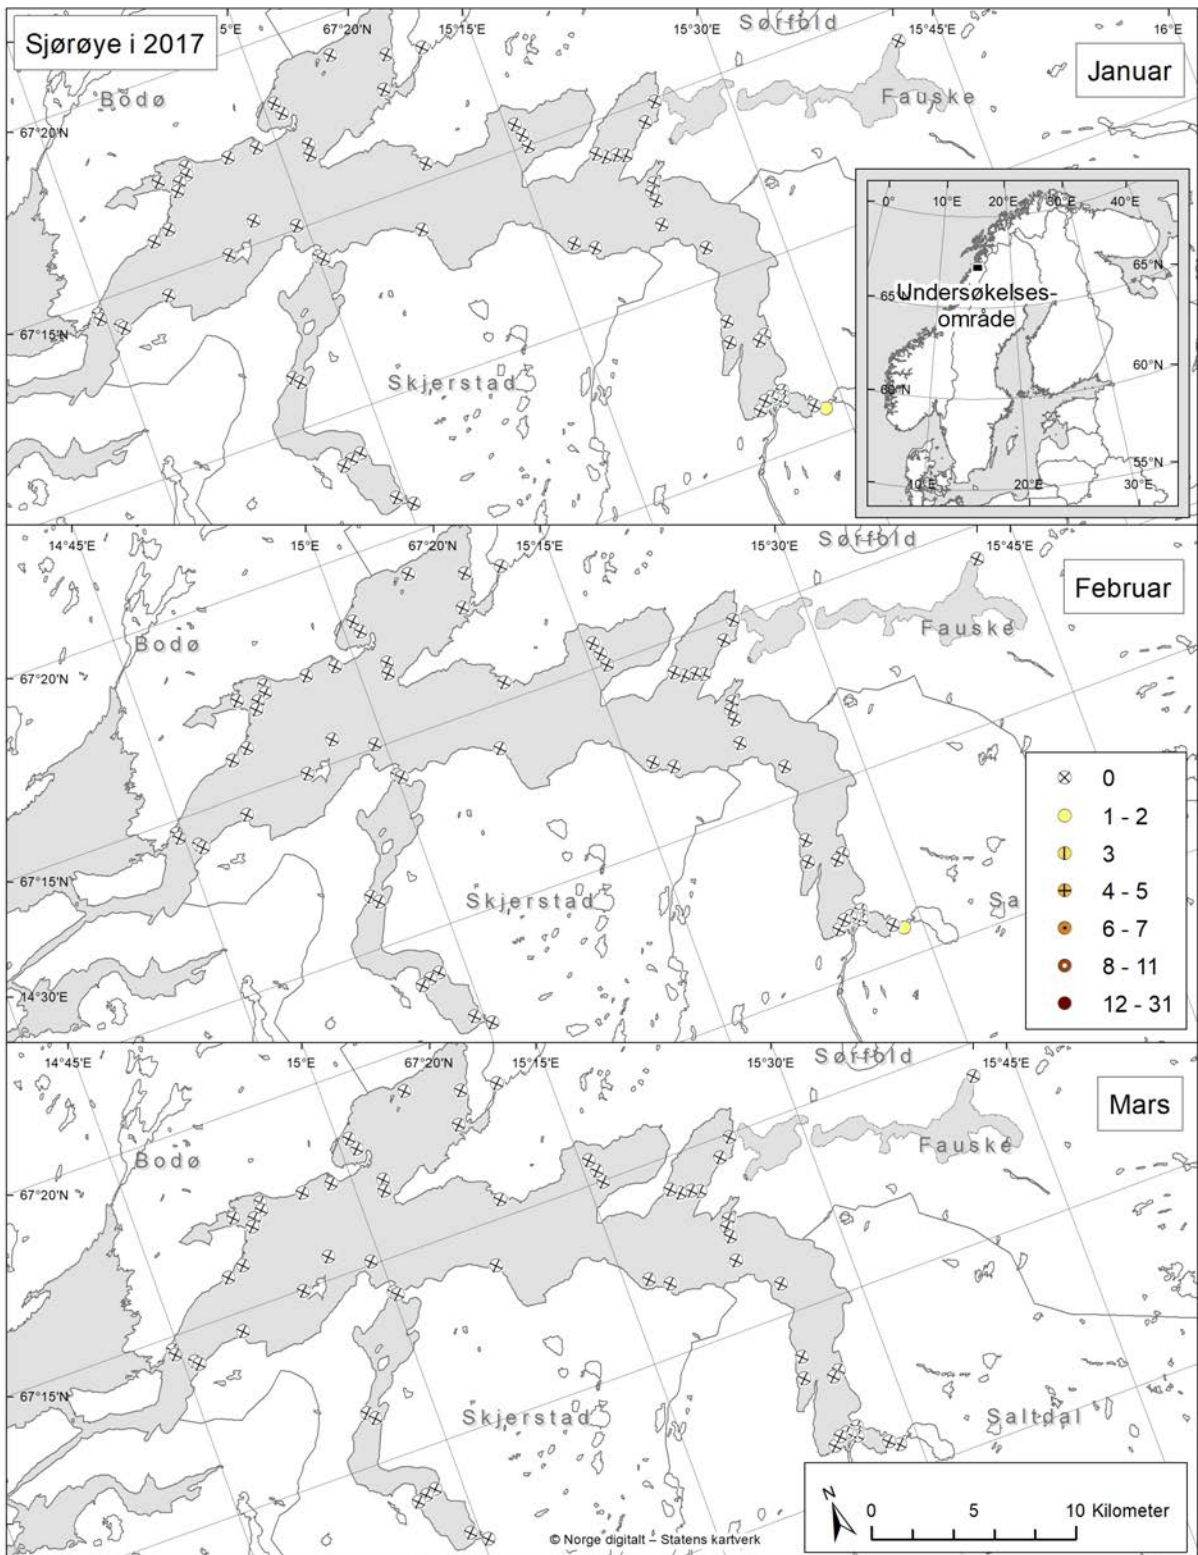 Sjørøye i 2017
5°E
67°20'N
15°15'E
Sørfold
15°30'E
15°45'E
16°E
Januar
Bodø
Fauske
67°20'N
0°
10°E
20°E
30°E
40°E
65°N
65°N
Undersøkelses-
område
67°15'N
60°N
60°N
Skjerstad
55°N
10°E
20°E
30°E
14°45'E
15°E
67°20'N
15°15'E
15°30'E
Sørfold
15°45'E
Februar
Bodø
Fauske
67°20'N
0
1 - 2
3
4 - 5
6 - 7
8 - 11
12 - 31
67°15'N
Skjerstad
Sa
14°30'E
14°45'E
15°E
67°20'N
15°15'E
15°30'E
Sørfold
15°45'E
Mars
Bodø
Fauske
67°20'N
67°15'N
Skjerstad
Saltdal
N
0 5 10 Kilometer
© Norge digitalt – Statens kartverk